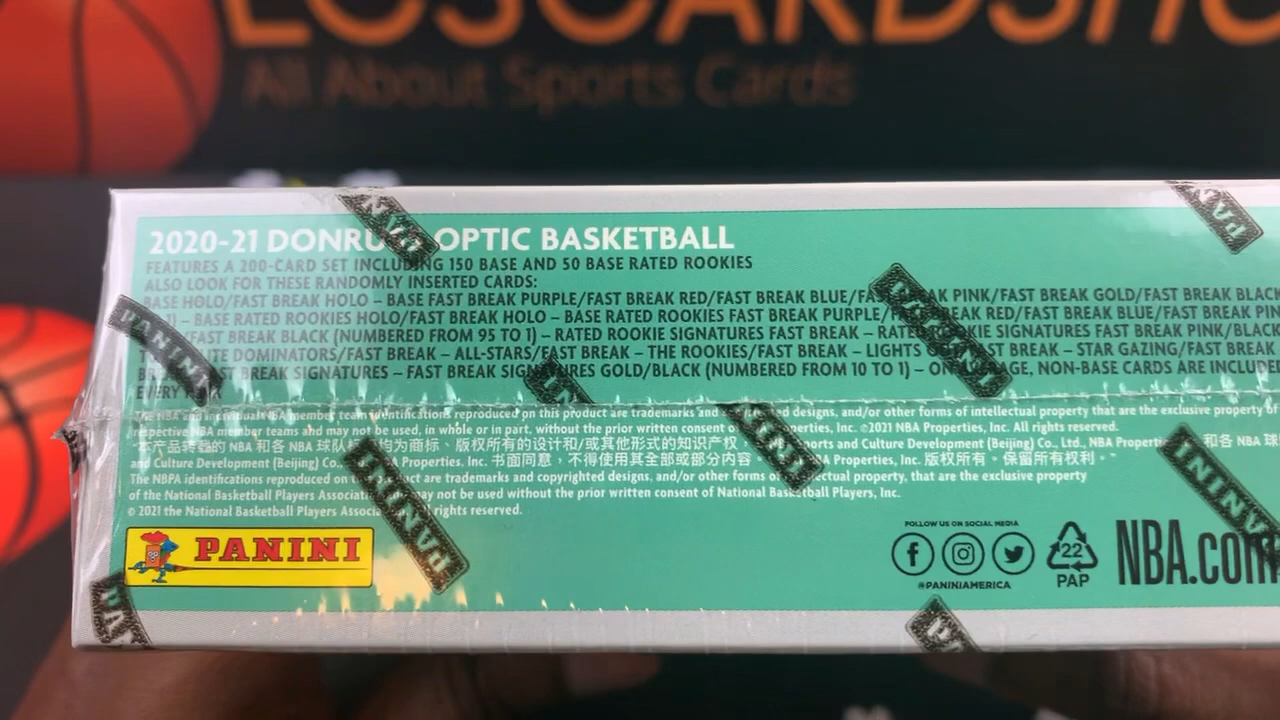 All About Sports Cards
2020-21 DONRU OPTIC BASKETBALL
FEATURES A 200-CARD SET INCLUDING 150 BASE AND 50 BASE RATED ROOKIES
ALSO LOOK FOR THESE RANDOMLY INSERTED CARDS:
BASE HOLO/FAST BREAK HOLO – BASE FAST BREAK PURPLE/FAST BREAK RED/FAST BREAK BLUE/FAST BREAK PINK/FAST BREAK GOLD/FAST BREAK BLACK
1) – BASE RATED ROOKIES HOLO/FAST BREAK HOLO – BASE RATED ROOKIES FAST BREAK PURPLE/FAST BREAK RED/FAST BREAK BLUE/FAST BREAK PIN
FAST BREAK BLACK (NUMBERED FROM 95 TO 1) – RATED ROOKIE SIGNATURES FAST BREAK – RATED ROOKIE SIGNATURES FAST BREAK PINK/BLACK
DOMINATORS/FAST BREAK – ALL-STARS/FAST BREAK – THE ROOKIES/FAST BREAK – LIGHTS FAST BREAK – STAR GAZING/FAST BREAK
FAST BREAK SIGNATURES – FAST BREAK SIGNATURES GOLD/BLACK (NUMBERED FROM 10 TO 1) – ON AVERAGE, NON-BASE CARDS ARE INCLUDE
EVERY
The NBA and individual NBA member team identifications reproduced on this product are trademarks and designs, and/or other forms of intellectual property that are the exclusive property of
respective NBA member teams and may not be used, in whole or in part, without the prior written consent Properties, Inc. ©2021 NBA Properties, Inc. All rights reserved.
本产品转载的 NBA 和各 NBA 球队 均为商标、版权所有的设计和/或其他形式的知识产权, ports and Culture Development (Beijing) Co., Ltd., NBA 和各 NBA 球
and Culture Development (Beijing) Co., Properties, Inc. 书面同意,不得使用其全部或部分内容。 Properties, Inc. 版权所有。保留所有权利。
The NBPA identifications reproduced on product are trademarks and copyrighted designs, and/or other forms of intellectual property, that are the exclusive property
of the National Basketball Players may not be used without the prior written consent of National Basketball Players, Inc.
© 2021 the National Basketball Players rights reserved.
PANINI
FOLLOW US ON SOCIAL MEDIA
@PANINIAMERICA
22
PAP
NBA.com
PANINI
PANINI
PANINI